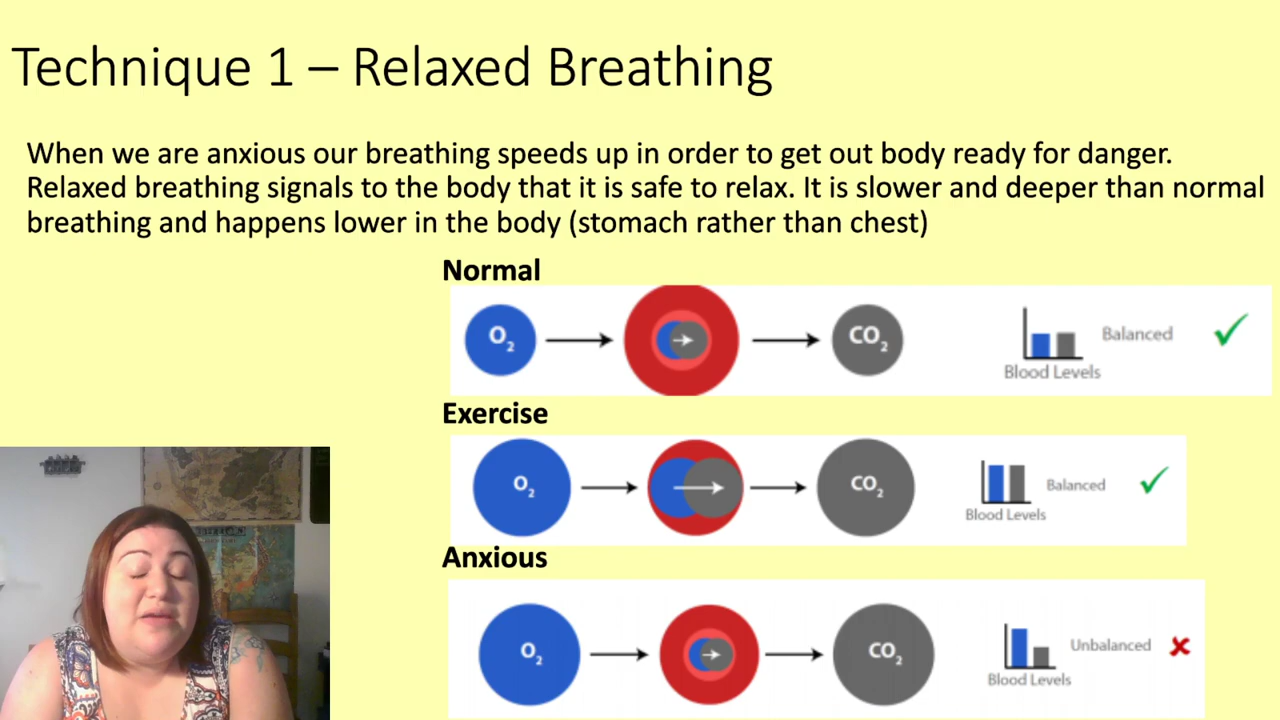 Technique 1 – Relaxed Breathing
When we are anxious our breathing speeds up in order to get out body ready for danger.
Relaxed breathing signals to the body that it is safe to relax. It is slower and deeper than normal
breathing and happens lower in the body (stomach rather than chest)
Normal
O₂
CO₂
Balanced
Blood Levels
Exercise
O₂
CO₂
Balanced
Blood Levels
Anxious
O₂
CO₂
Unbalanced
Blood Levels